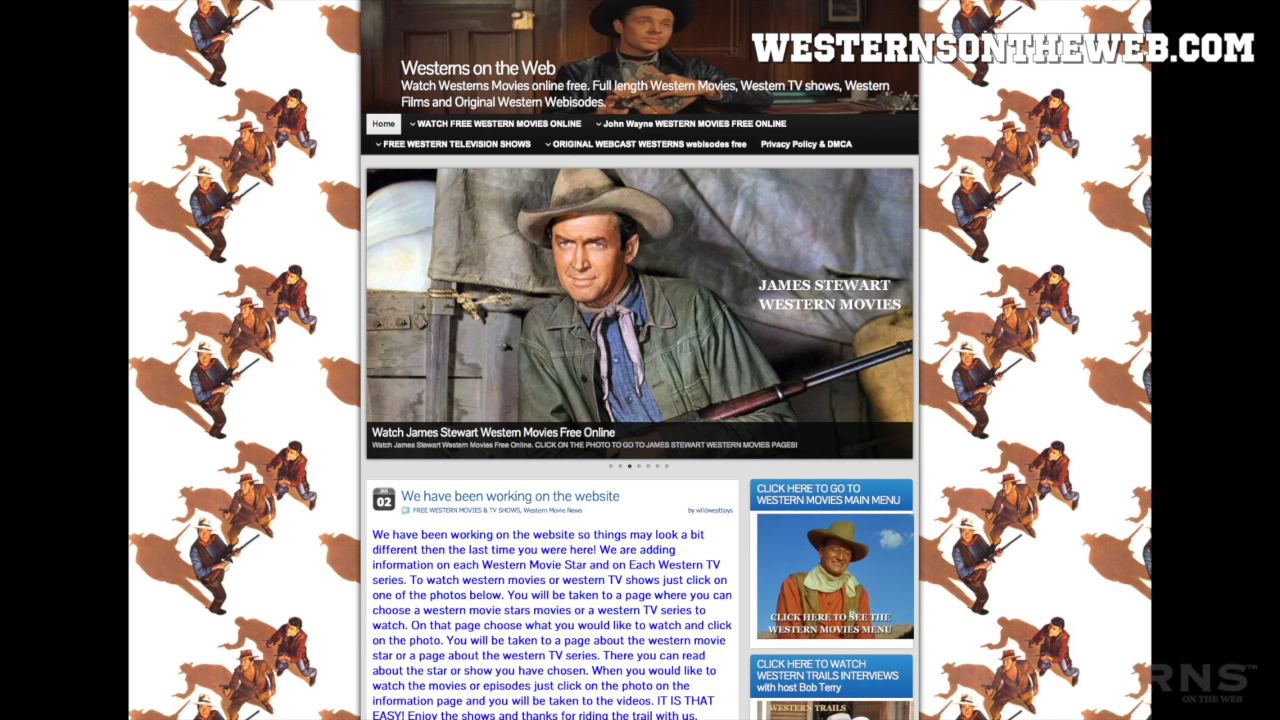 WESTERNSONTHEWEB.COM
Westerns on the Web
Watch Westerns Movies online free. Full length Western Movies, Western TV shows, Western
Films and Original Western Webisodes.
Home WATCH FREE WESTERN MOVIES ONLINE John Wayne WESTERN MOVIES FREE ONLINE
FREE WESTERN TELEVISION SHOWS ORIGINAL WEBCAST WESTERNS webisodes free Privacy Policy & DMCA
JAMES STEWART
WESTERN MOVIES
Watch James Stewart Western Movies Free Online
Watch James Stewart Western Movies Free Online. CLICK ON THE PHOTO TO GO TO JAMES STEWART WESTERN MOVIES PAGES!
JAN
02
We have been working on the website
FREE WESTERN MOVIES & TV SHOWS, Western Movie News by wildwesttoys
We have been working on the website so things may look a bit
different then the last time you were here! We are adding
information on each Western Movie Star and on Each Western TV
series. To watch western movies or western TV shows just click on
one of the photos below. You will be taken to a page where you can
choose a western movie stars movies or a western TV series to
watch. On that page choose what you would like to watch and click
on the photo. You will be taken to a page about the western movie
star or a page about the western TV series. There you can read
about the star or show you have chosen. When you would like to
watch the movies or episodes just click on the photo on the
information page and you will be taken to the videos. IT IS THAT
EASY! Enjoy the shows and thanks for riding the trail with us.
CLICK HERE TO GO TO
WESTERN MOVIES MAIN MENU
CLICK HERE TO SEE THE
WESTERN MOVIES MENU
CLICK HERE TO WATCH
WESTERN TRAILS INTERVIEWS
with host Bob Terry
WESTERN TRAILS
RNS™
ON THE WEB